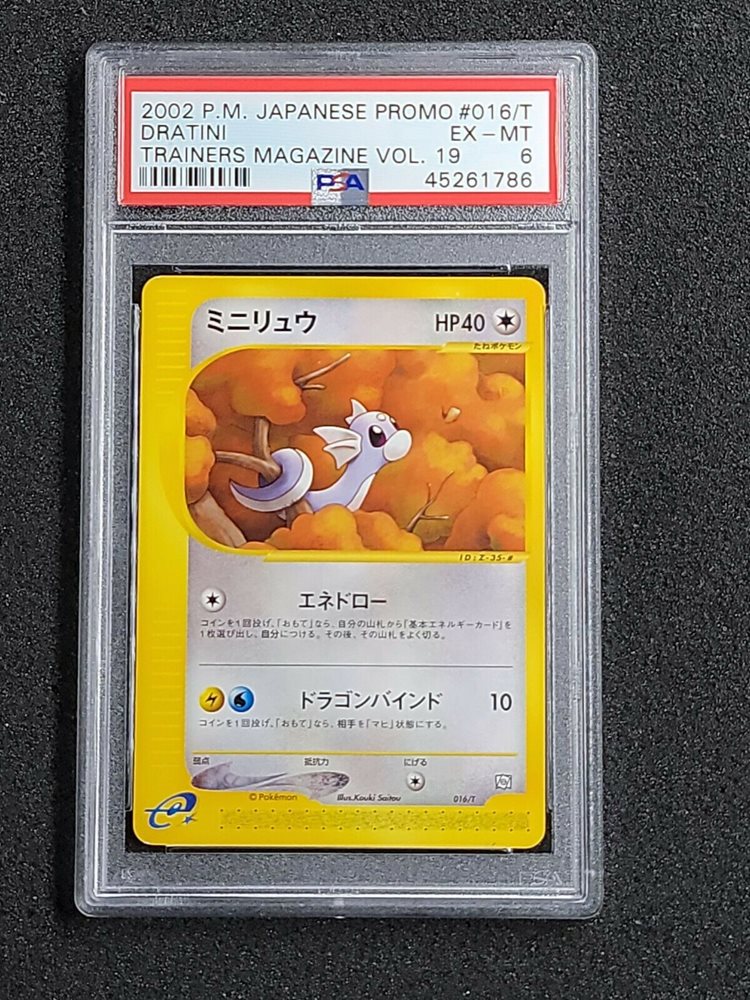 2002 P.M. JAPANESE PROMO #016/T
DRATINI EX-MT
TRAINERS MAGAZINE VOL. 19 6
PSA 45261786
ミニリュウ HP40
たねポケモン
ID:Z-35-#
エネドロー
コインを1回投げ、「おもて」なら、自分の山札から「基本エネルギーカード」を
1枚選び出し、自分につける。その後、その山札をよく切る。
ドラゴンバインド 10
コインを1回投げ、「おもて」なら、相手を「マヒ」状態にする。
弱点 抵抗力 にげる
© Pokémon Illus.Kouki Saitou 016/T
e
PSA